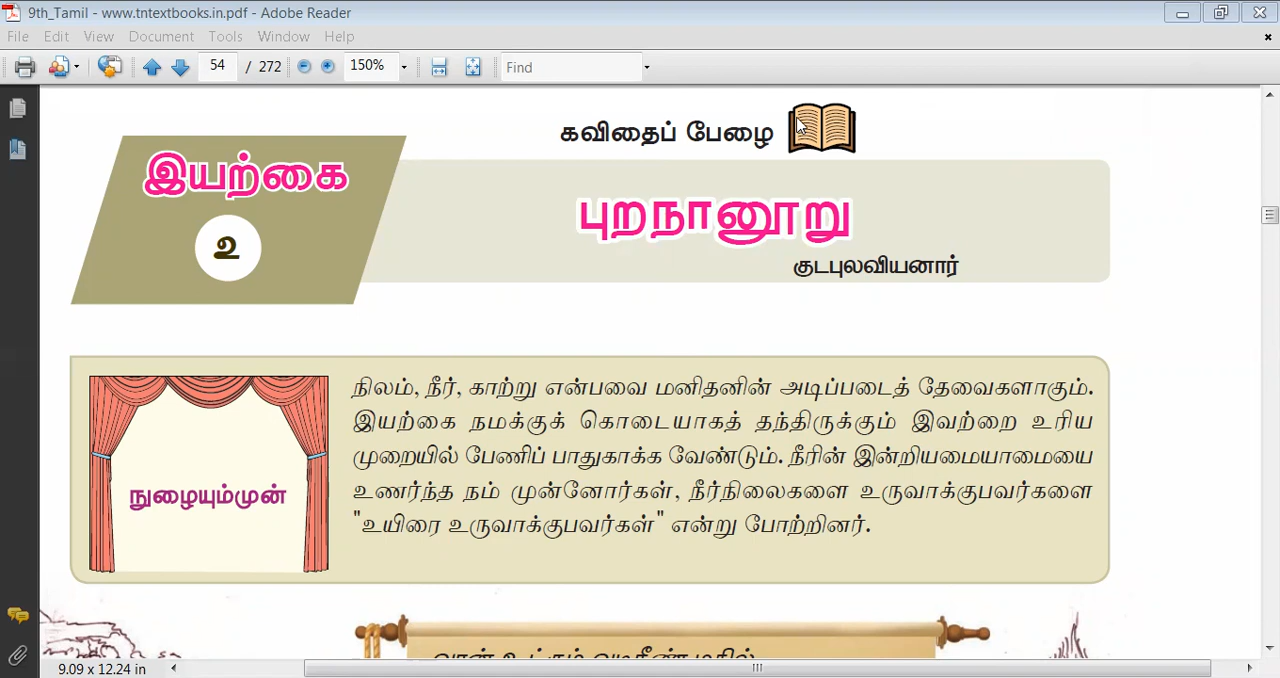 9th_Tamil - www.tntextbooks.in.pdf - Adobe Reader
File Edit View Document Tools Window Help
54 / 272 150% Find
கவிதைப் பேழை
இயற்கை
உ
புறநானூறு
குடபுலவியனார்
நுழையும்முன்
நிலம், நீர், காற்று என்பவை மனிதனின் அடிப்படைத் தேவைகளாகும்.
இயற்கை நமக்குக் கொடையாகத் தந்திருக்கும் இவற்றை உரிய
முறையில் பேணிப் பாதுகாக்க வேண்டும். நீரின் இன்றியமையாமையை
உணர்ந்த நம் முன்னோர்கள், நீர்நிலைகளை உருவாக்குபவர்களை
"உயிரை உருவாக்குபவர்கள்" என்று போற்றினர்.
9.09 x 12.24 in